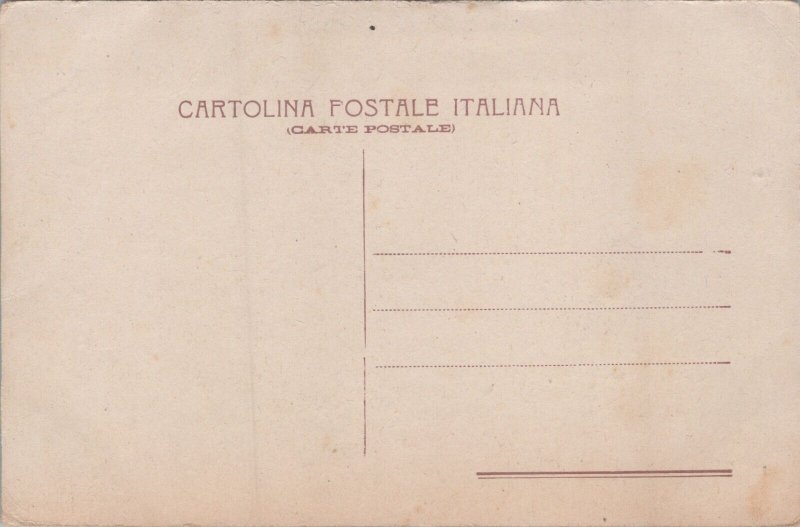 CARTOLINA POSTALE ITALIANA
(CARTE POSTALE)